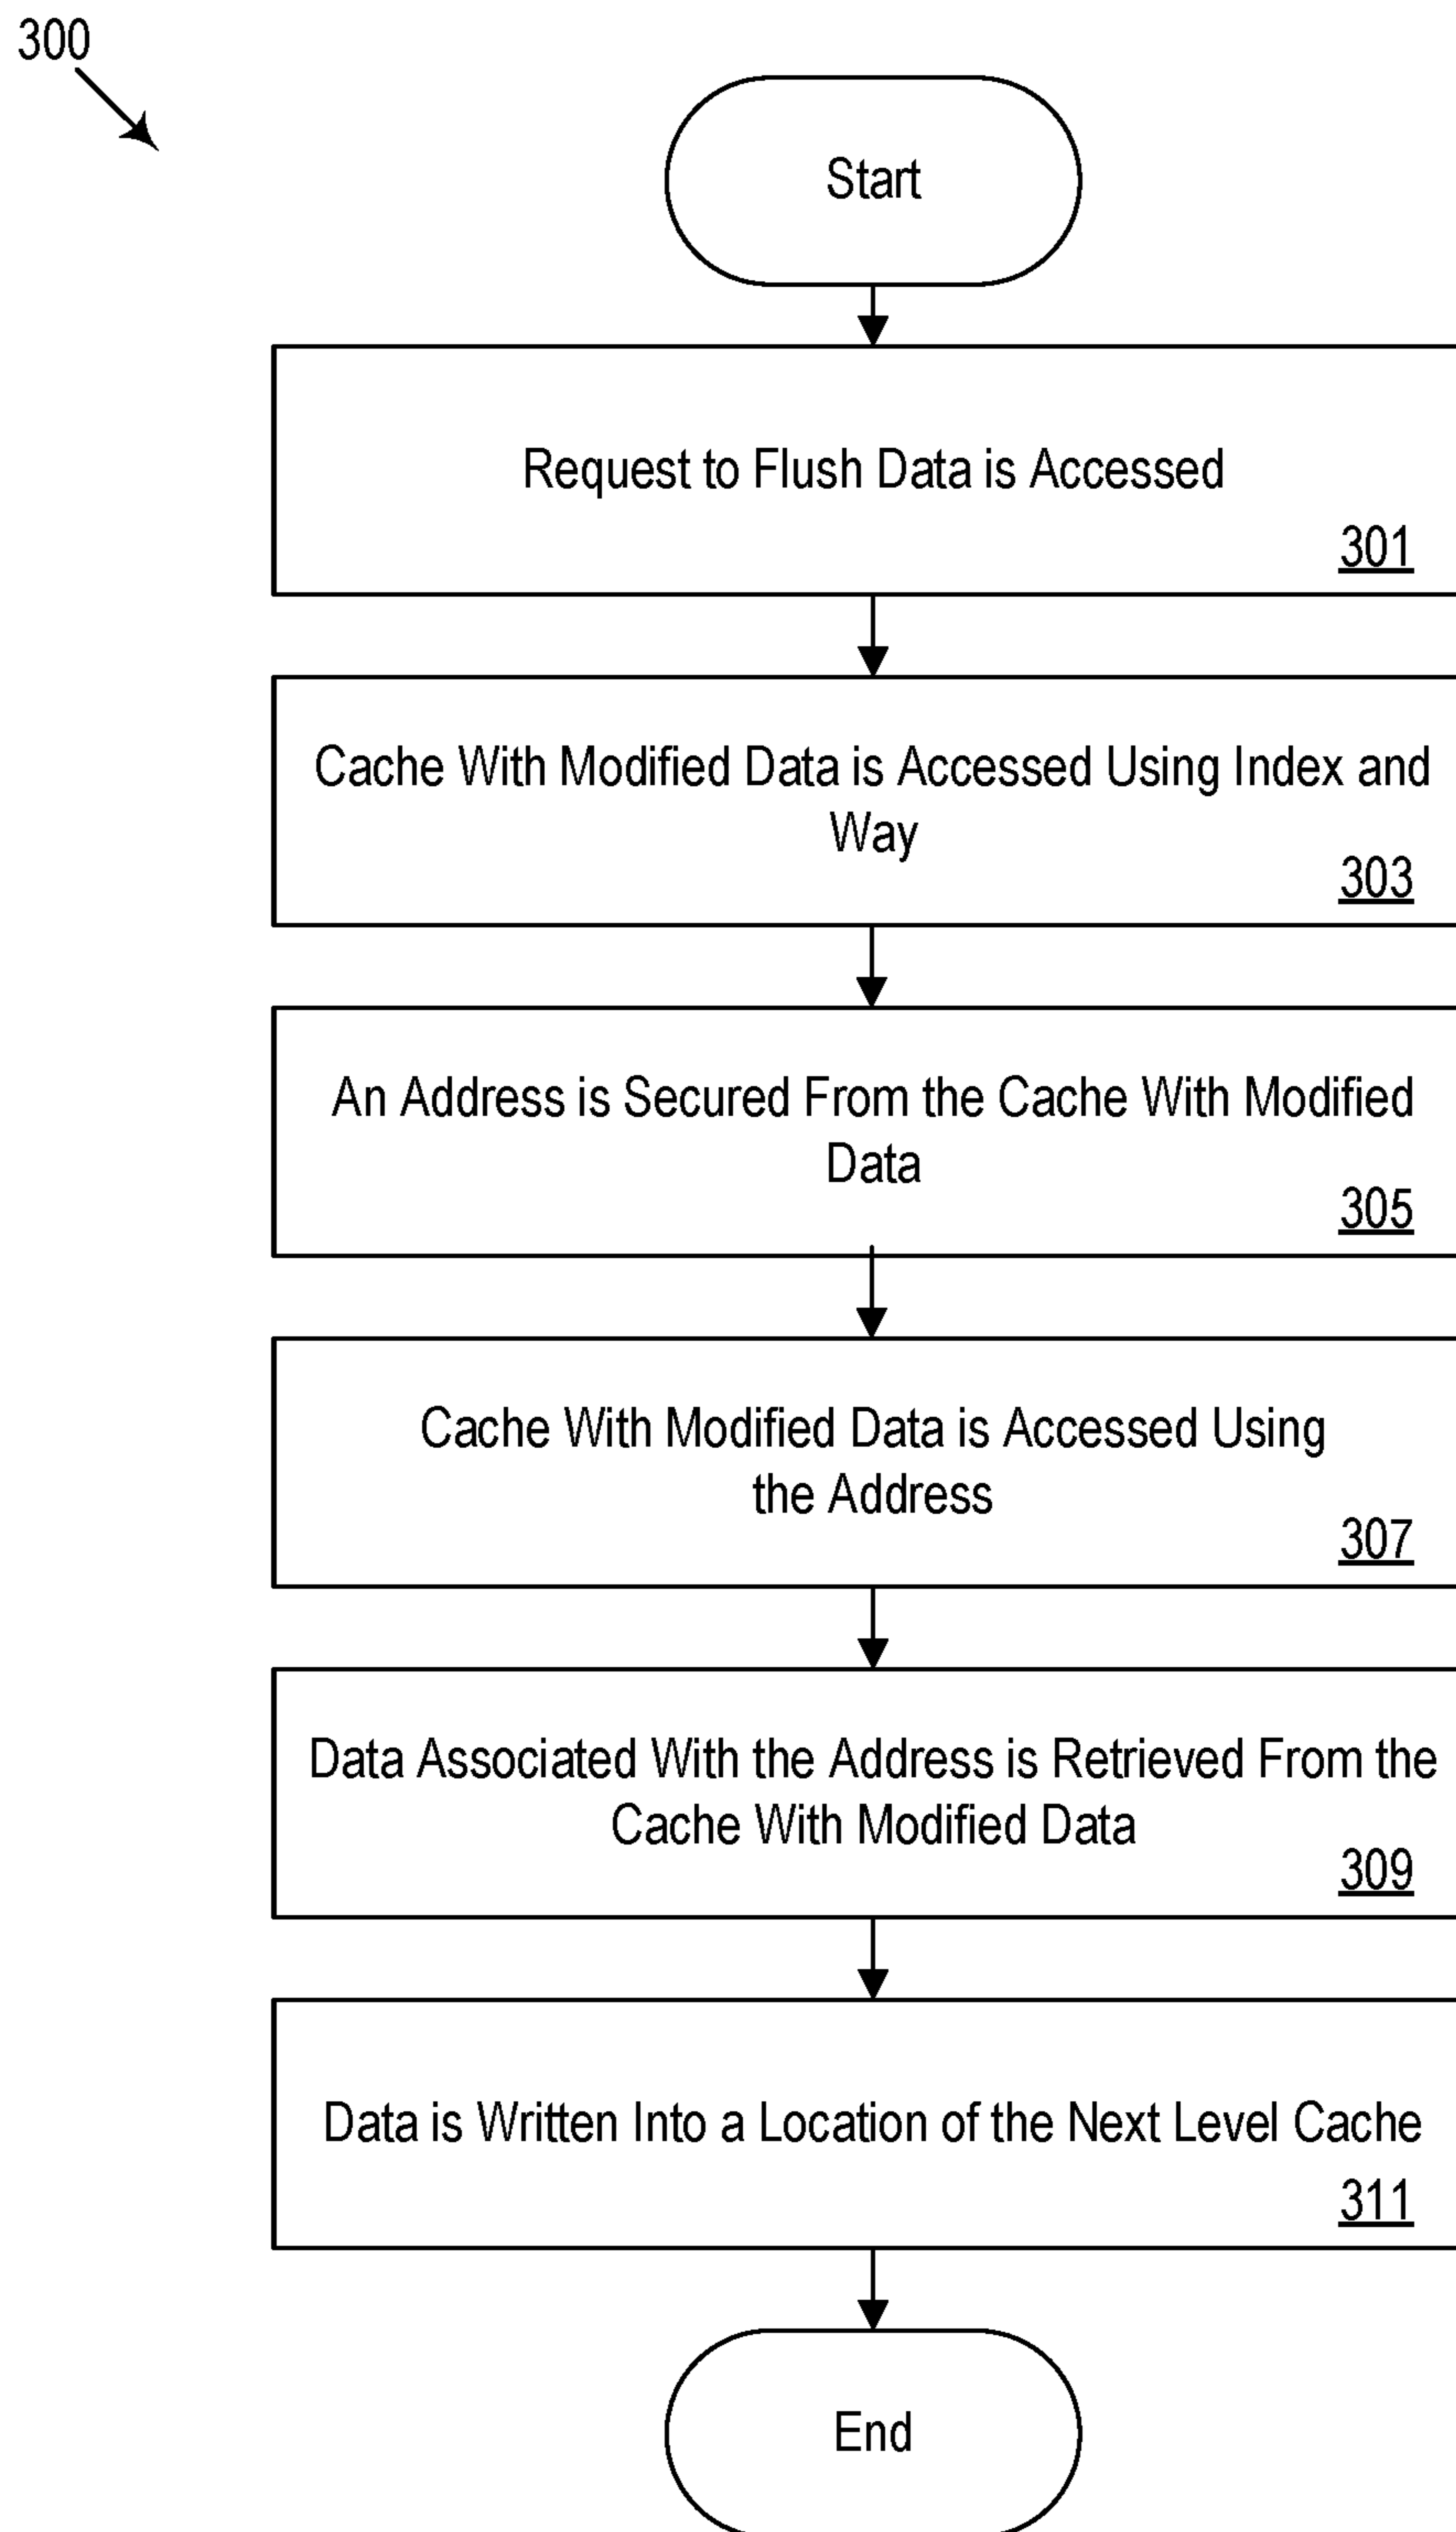 300
Start
Request to Flush Data is Accessed
301
Cache With Modified Data is Accessed Using Index and
Way
303
An Address is Secured From the Cache With Modified
Data
305
Cache With Modified Data is Accessed Using
the Address
307
Data Associated With the Address is Retrieved From the
Cache With Modified Data
309
Data is Written Into a Location of the Next Level Cache
311
End